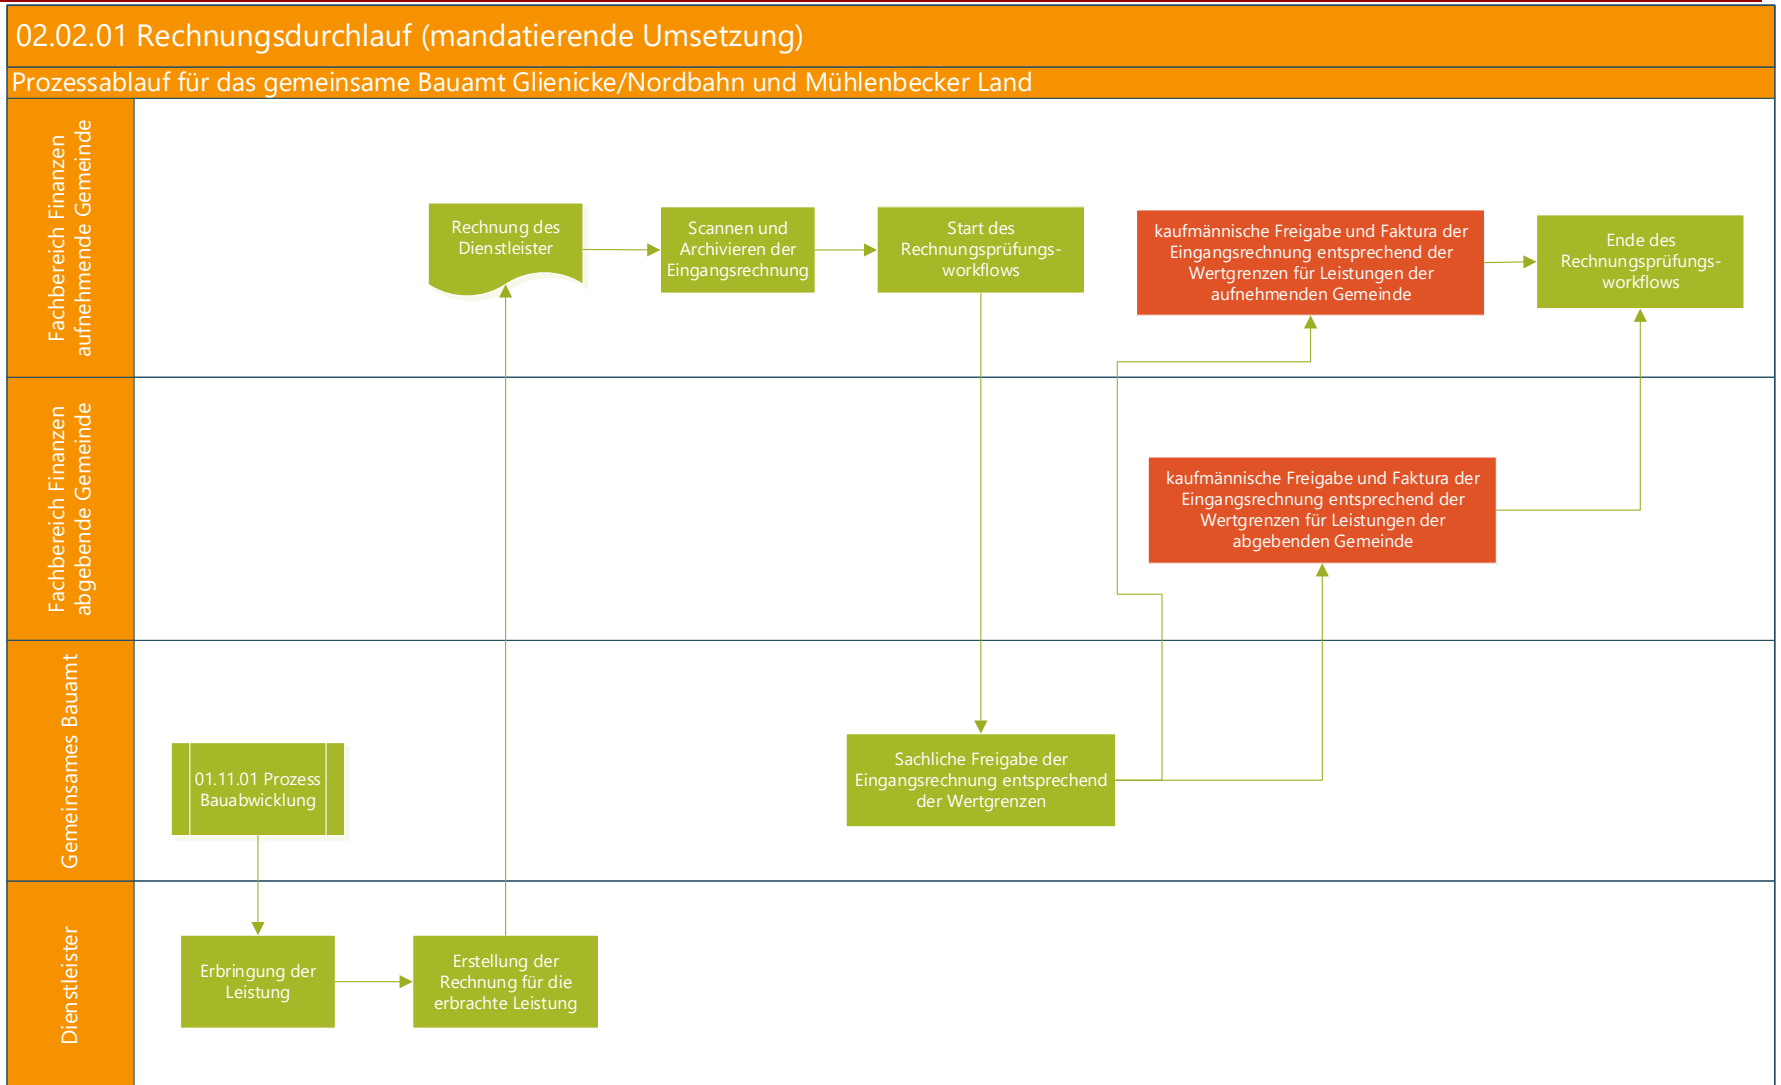 02.02.01 Rechnungsdurchlauf (mandatierende Umsetzung)
Prozessablauf für das gemeinsame Bauamt Glienicke/Nordbahn und Mühlenbecker Land
Fachbereich Finanzen
aufnehmende Gemeinde
Rechnung des
Dienstleister
Scannen und
Archivieren der
Eingangsrechnung
Start des
Rechnungsprüfungs-
workflows
kaufmännische Freigabe und Faktura der
Eingangsrechnung entsprechend der
Wertgrenzen für Leistungen der
aufnehmenden Gemeinde
Ende des
Rechnungsprüfungs-
workflows
Fachbereich Finanzen
abgebende Gemeinde
kaufmännische Freigabe und Faktura der
Eingangsrechnung entsprechend der
Wertgrenzen für Leistungen der
abgebenden Gemeinde
Gemeinsames Bauamt
01.11.01 Prozess
Bauabwicklung
Sachliche Freigabe der
Eingangsrechnung entsprechend
der Wertgrenzen
Dienstleister
Erbringung der
Leistung
Erstellung der
Rechnung für die
erbrachte Leistung